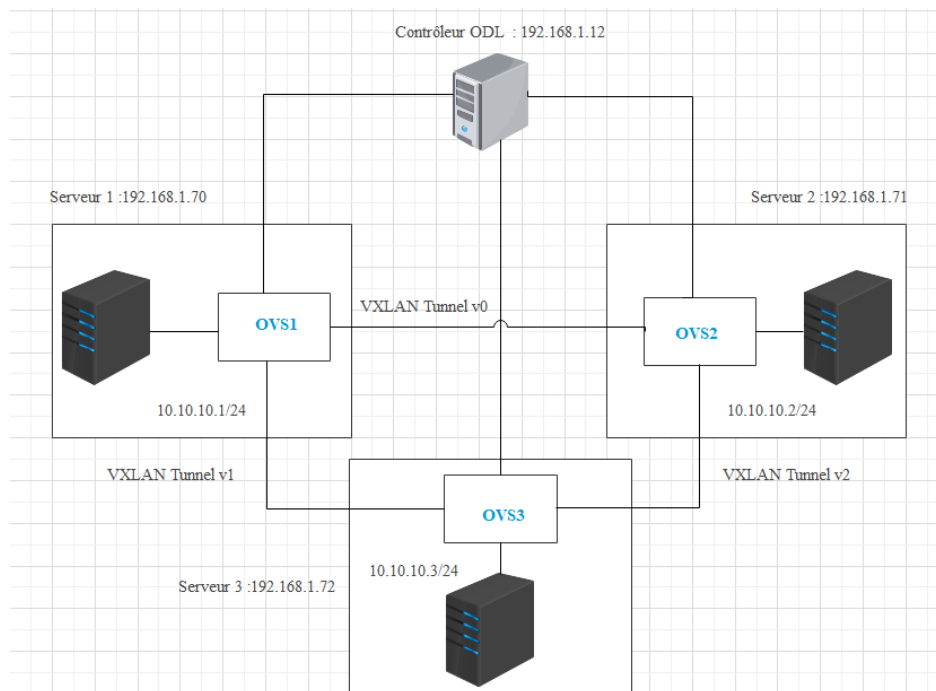 Contrôleur ODL : 192.168.1.12
Serveur 1 :192.168.1.70
Serveur 2 :192.168.1.71
VXLAN Tunnel v0
OVS1
OVS2
10.10.10.1/24
10.10.10.2/24
VXLAN Tunnel v1
VXLAN Tunnel v2
OVS3
10.10.10.3/24
Serveur 3 :192.168.1.72